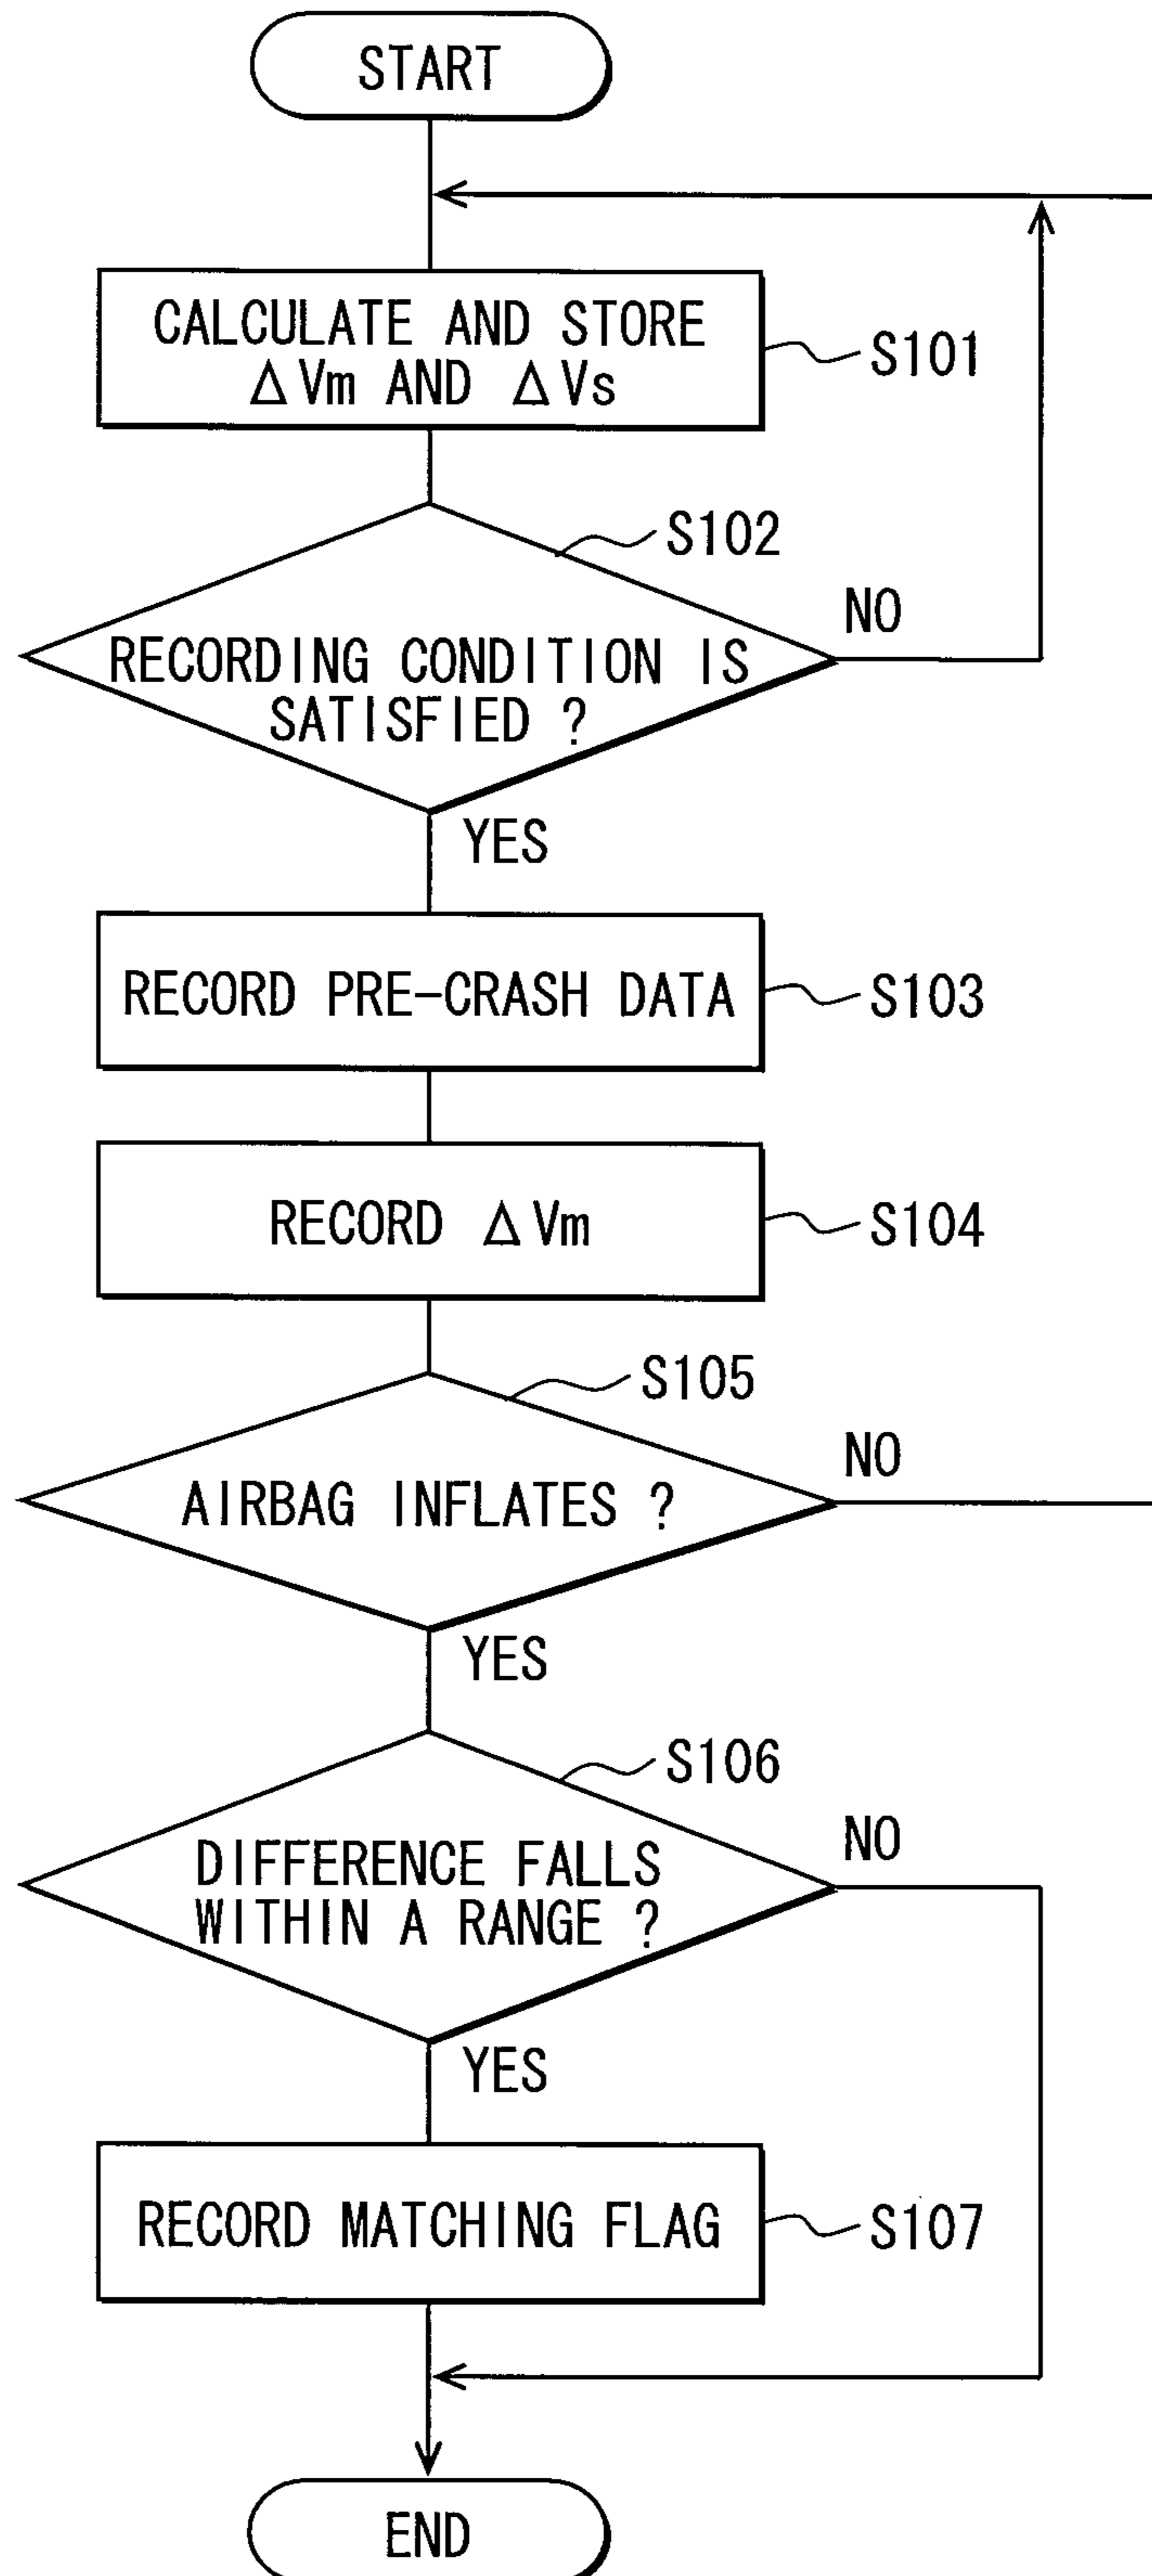 START
CALCULATE AND STORE
ΔVm AND ΔVs
S101
S102
RECORDING CONDITION IS
SATISFIED ?
NO
YES
RECORD PRE-CRASH DATA
S103
RECORD ΔVm
S104
S105
AIRBAG INFLATES ?
NO
YES
S106
DIFFERENCE FALLS
WITHIN A RANGE ?
NO
YES
RECORD MATCHING FLAG
S107
END